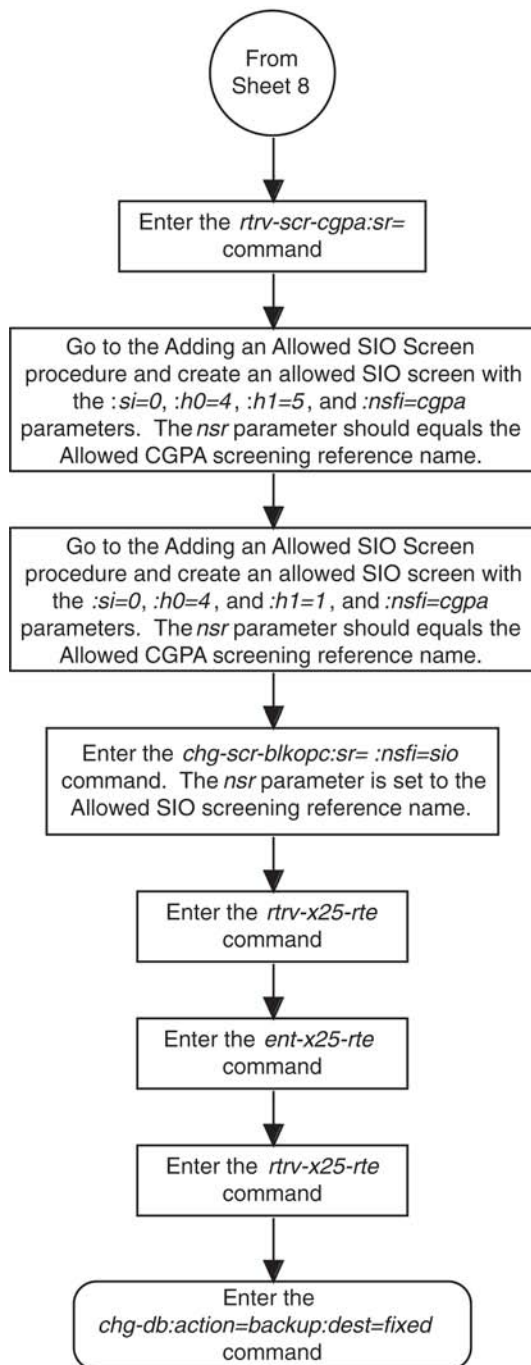 From
Sheet 8
Enter the rtrv-scr-cgpa:sr=
command
Go to the Adding an Allowed SIO Screen
procedure and create an allowed SIO screen with
the :si=0, :h0=4, :h1=5, and :nsfi=cgpa
parameters. The nsr parameter should equals the
Allowed CGPA screening reference name.
Go to the Adding an Allowed SIO Screen
procedure and create an allowed SIO screen with
the :si=0, :h0=4, and :h1=1, and :nsfi=cgpa
parameters. The nsr parameter should equals the
Allowed CGPA screening reference name.
Enter the chg-scr-blkopc:sr= :nsfi=sio
command. The nsr parameter is set to the
Allowed SIO screening reference name.
Enter the rtrv-x25-rte
command
Enter the ent-x25-rte
command
Enter the rtrv-x25-rte
command
Enter the
chg-db:action=backup:dest=fixed
command